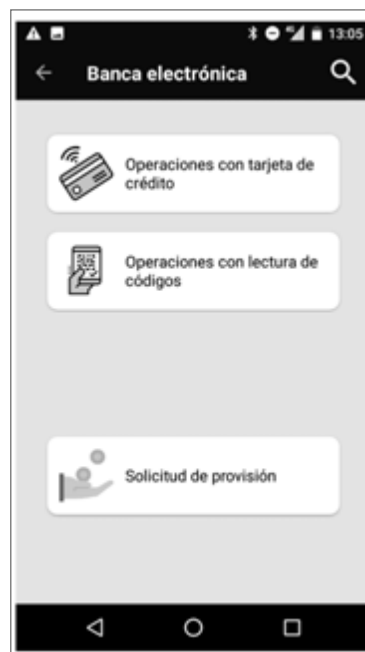 13:05
Banca electrónica
Operaciones con tarjeta de
crédito
Operaciones con lectura de
códigos
Solicitud de provisión